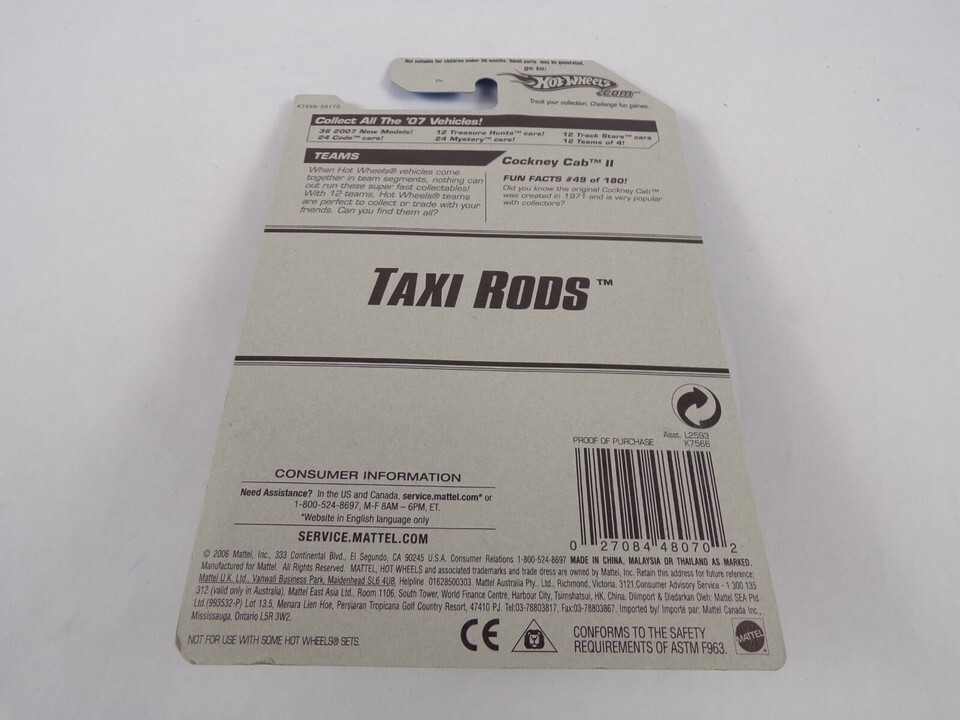 Not suitable for children under 36 months. Small parts may be generated.
go to:
Hot Wheels
.com™
Track your collection. Challenge fun games.
K7566-0917D
Collect All The '07 Vehicles!
36 2007 New Models! 12 Treasure Hunts™ cars! 12 Track Stars™ cars
24 Code™ cars! 24 Mystery™ cars! 12 Teams of 4!
TEAMS
When Hot Wheels® vehicles come
together in team segments, nothing can
out run these super fast collectables!
With 12 teams, Hot Wheels® teams
are perfect to collect or trade with your
friends. Can you find them all?
Cockney Cab™ II
FUN FACTS #49 of 180!
Did you know the original Cockney Cab™
was created in 1971 and is very popular
with collectors?
TAXI RODS™
Asst. L2593
PROOF OF PURCHASE K7566
0 27084 48070 2
CONSUMER INFORMATION
Need Assistance? In the US and Canada, service.mattel.com* or
1-800-524-8697, M-F 8AM – 6PM, ET.
*Website in English language only
SERVICE.MATTEL.COM
© 2006 Mattel, Inc., 333 Continental Blvd., El Segundo, CA 90245 U.S.A. Consumer Relations 1-800-524-8697 MADE IN CHINA, MALAYSIA OR THAILAND AS MARKED.
Manufactured for Mattel. All Rights Reserved. MATTEL, HOT WHEELS and associated trademarks and trade dress are owned by Mattel, Inc. Retain this address for future reference:
Mattel U.K. Ltd., Vanwall Business Park, Maidenhead SL6 4UB. Helpline 01628500303. Mattel Australia Pty., Ltd., Richmond, Victoria. 3121.Consumer Advisory Service - 1 300 135
312 (valid only in Australia). Mattel East Asia Ltd., Room 1106, South Tower, World Finance Centre, Harbour City, Tsimshatsui, HK, China. Diimport & Diedarkan Oleh: Mattel SEA Ptd
Ltd.(993532-P) Lot 13.5, Menara Lien Hoe, Persiaran Tropicana Golf Country Resort, 47410 PJ. Tel:03-78803817, Fax:03-78803867. Imported by/ Importé par: Mattel Canada Inc.,
Mississauga, Ontario L5R 3W2.
NOT FOR USE WITH SOME HOT WHEELS® SETS.
CE
CONFORMS TO THE SAFETY
REQUIREMENTS OF ASTM F963.
MATTEL